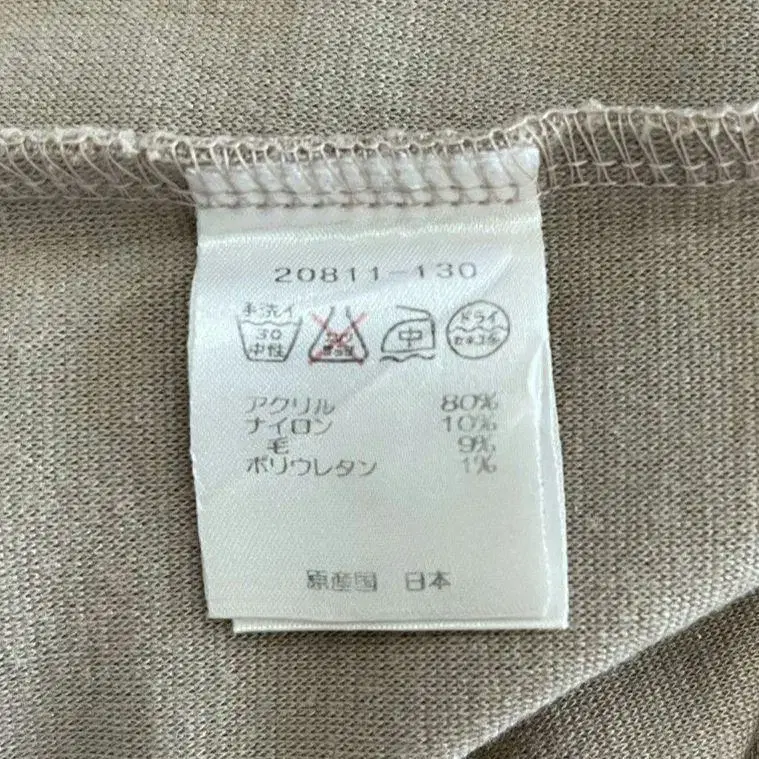 20811-130
手洗イ ドライ
30 中 セキユ系
中性
アクリル 80%
ナイロン 10%
毛 9%
ポリウレタン 1%
原産国 日本